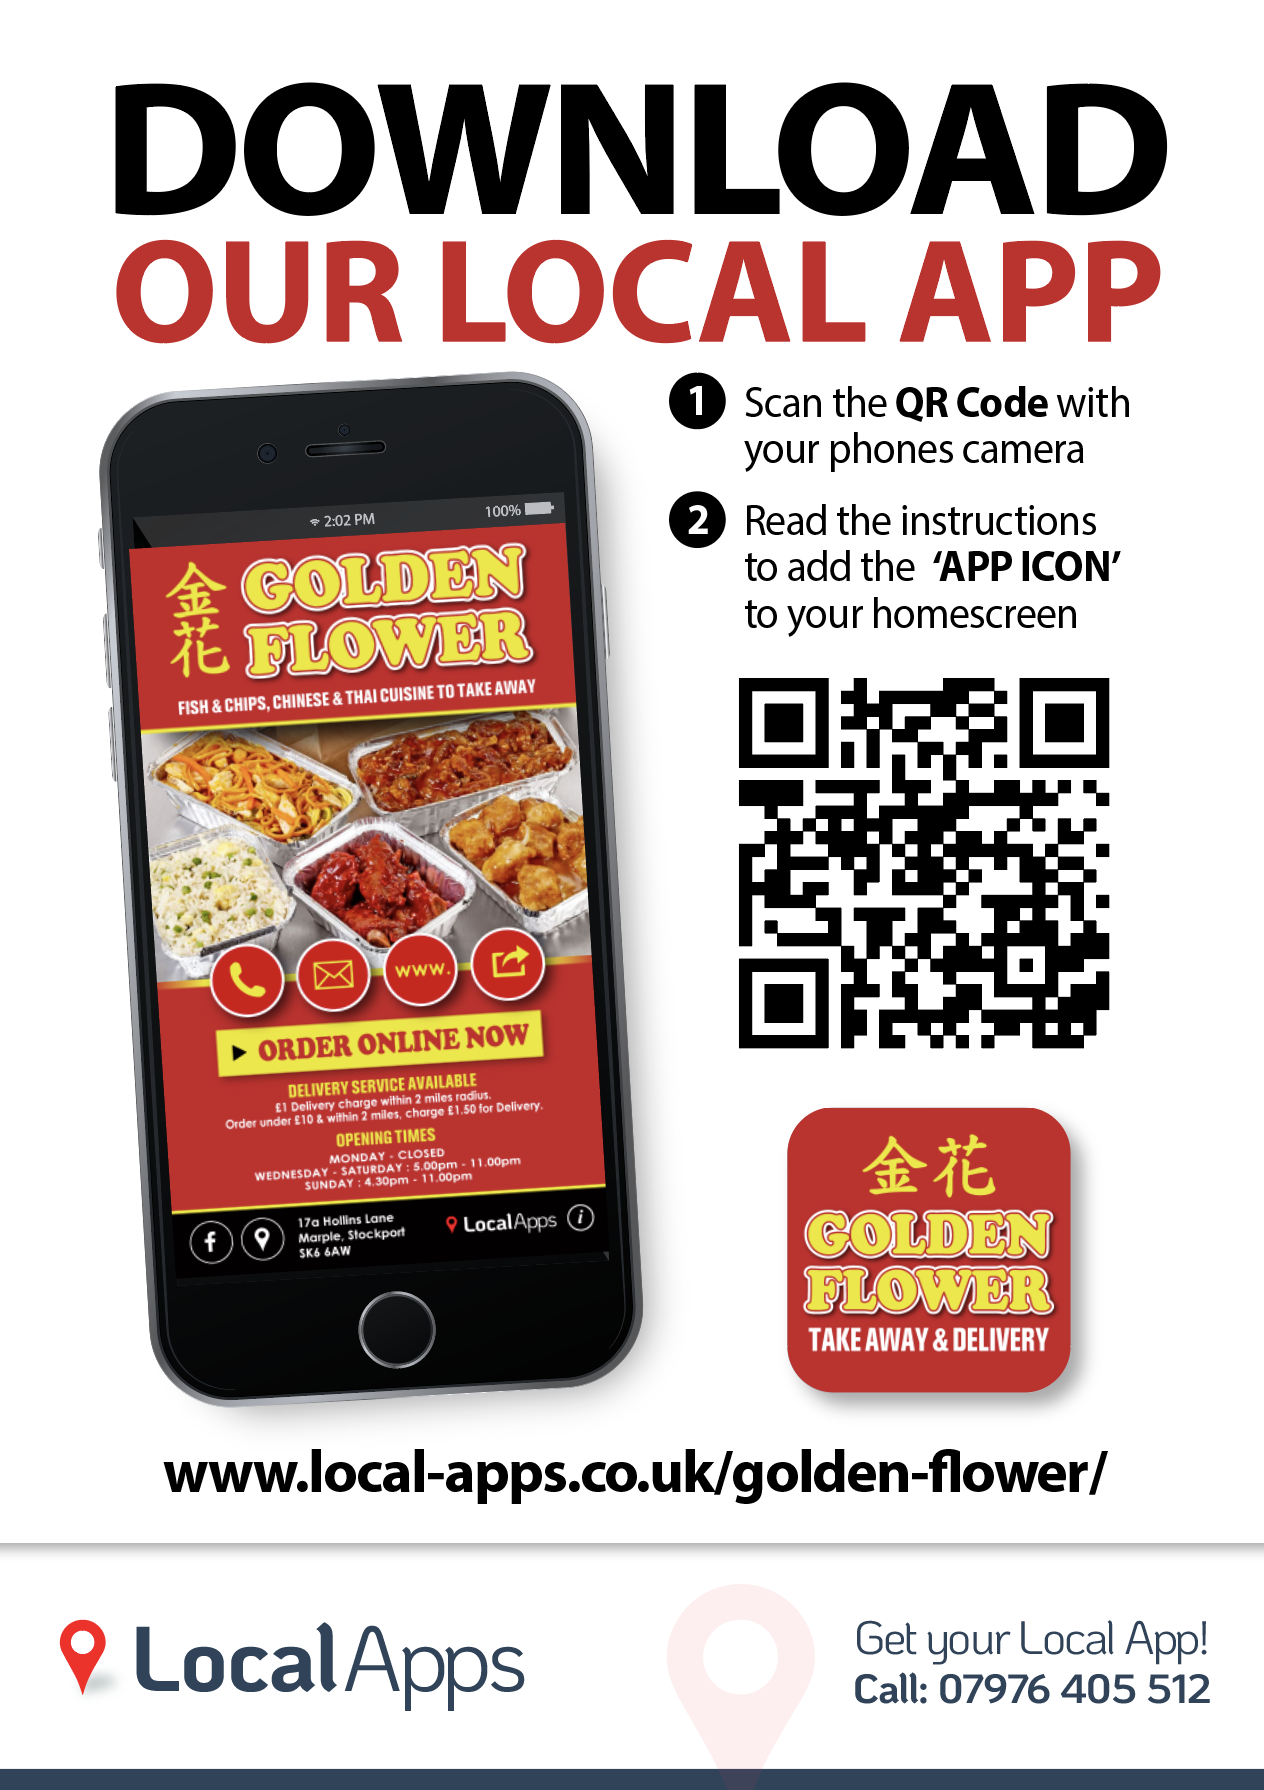 DOWNLOAD
OUR LOCAL APP
1 Scan the QR Code with
your phones camera
2 Read the instructions
to add the ‘APP ICON’
to your homescreen
2:02 PM 100%
金花
GOLDEN
FLOWER
FISH & CHIPS, CHINESE & THAI CUISINE TO TAKE AWAY
www.
ORDER ONLINE NOW
DELIVERY SERVICE AVAILABLE
£1 Delivery charge within 2 miles radius.
Order under £10 & within 2 miles, charge £1.50 for Delivery.
OPENING TIMES
MONDAY - CLOSED
WEDNESDAY - SATURDAY : 5.00pm - 11.00pm
SUNDAY : 4.30pm - 11.00pm
f
17a Hollins Lane
Marple, Stockport
SK6 6AW
LocalApps i
金花
GOLDEN
FLOWER
TAKE AWAY & DELIVERY
www.local-apps.co.uk/golden-flower/
LocalApps
Get your Local App!
Call: 07976 405 512